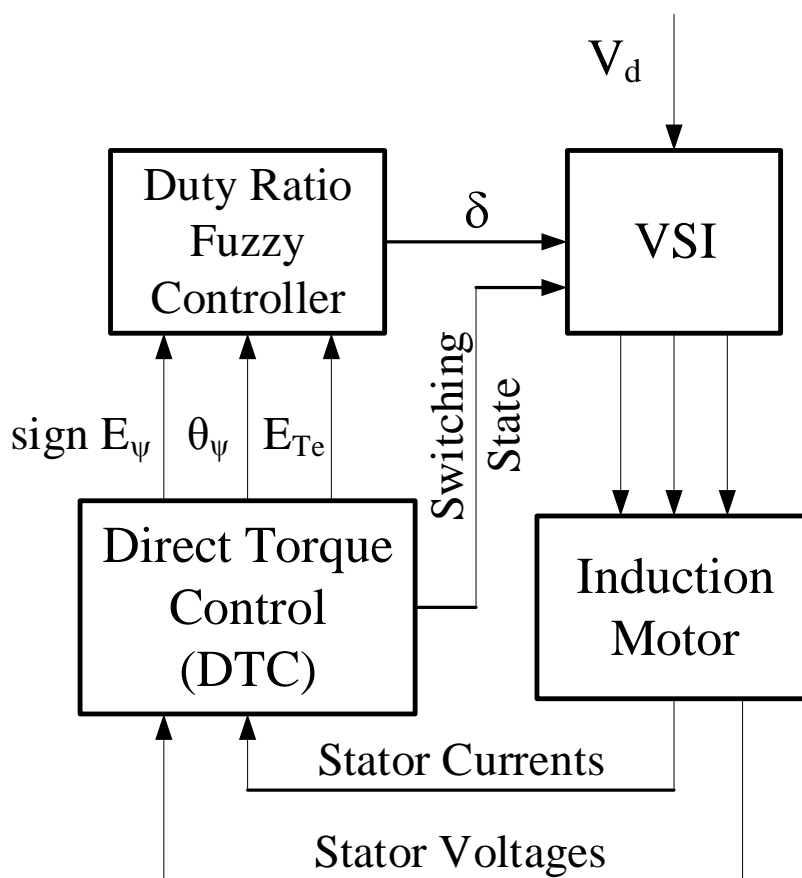 V_d
Duty Ratio
Fuzzy
Controller
δ
VSI
Switching
State
sign E_ψ
θ_ψ
E_Te
Direct Torque
Control
(DTC)
Induction
Motor
Stator Currents
Stator Voltages